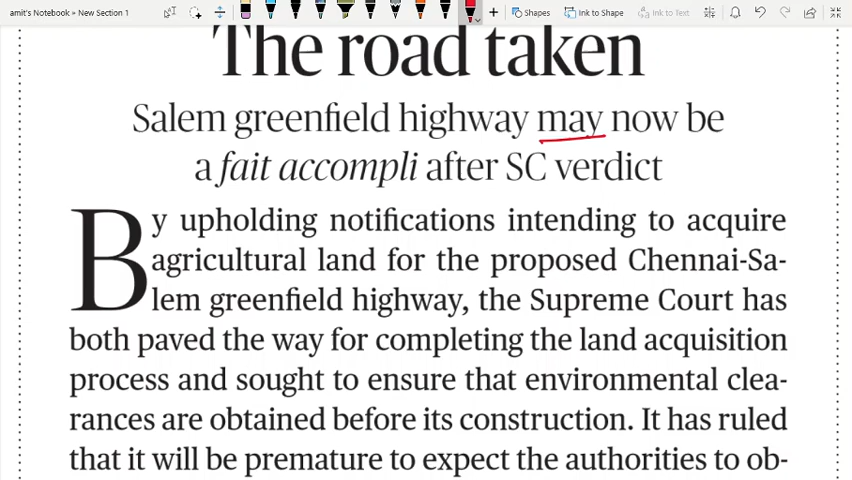 amit's Notebook » New Section 1
Shapes
Ink to Shape
Ink to Text
The road taken
Salem greenfield highway may now be
a fait accompli after SC verdict
By upholding notifications intending to acquire
agricultural land for the proposed Chennai-Sa-
lem greenfield highway, the Supreme Court has
both paved the way for completing the land acquisition
process and sought to ensure that environmental clea-
rances are obtained before its construction. It has ruled
that it will be premature to expect the authorities to ob-